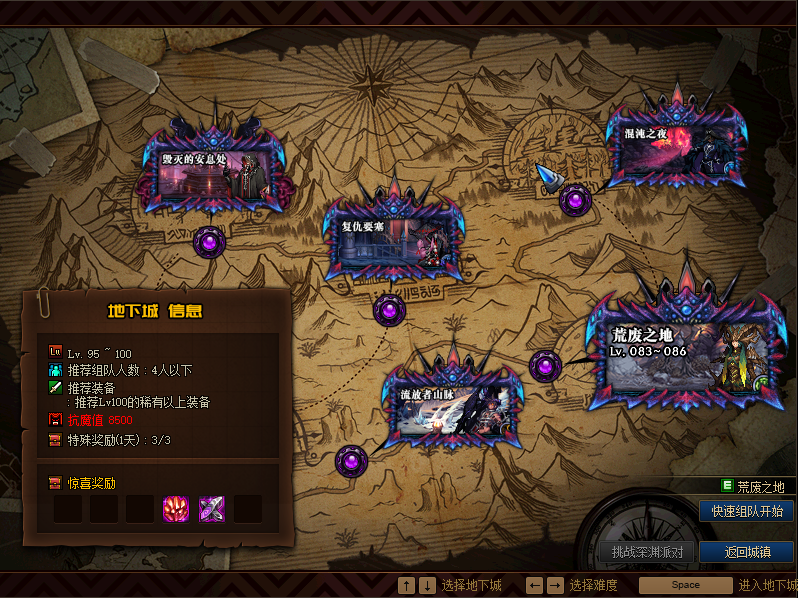 混沌之夜
毁灭的安息处
复仇要塞
荒废之地
Lv. 083~086
流放者山脉
地下城 信息
Lv. 95 ~ 100
推荐组队人数 : 4人以下
推荐装备
: 推荐Lv100的稀有以上装备
抗魔值 6500
特殊奖励(1天) : 3/3
惊喜奖励
E 荒废之地
快速组队开始
挑战深渊派对
返回城镇
↑ ↓ 选择地下城 ← → 选择难度 Space 进入地下城